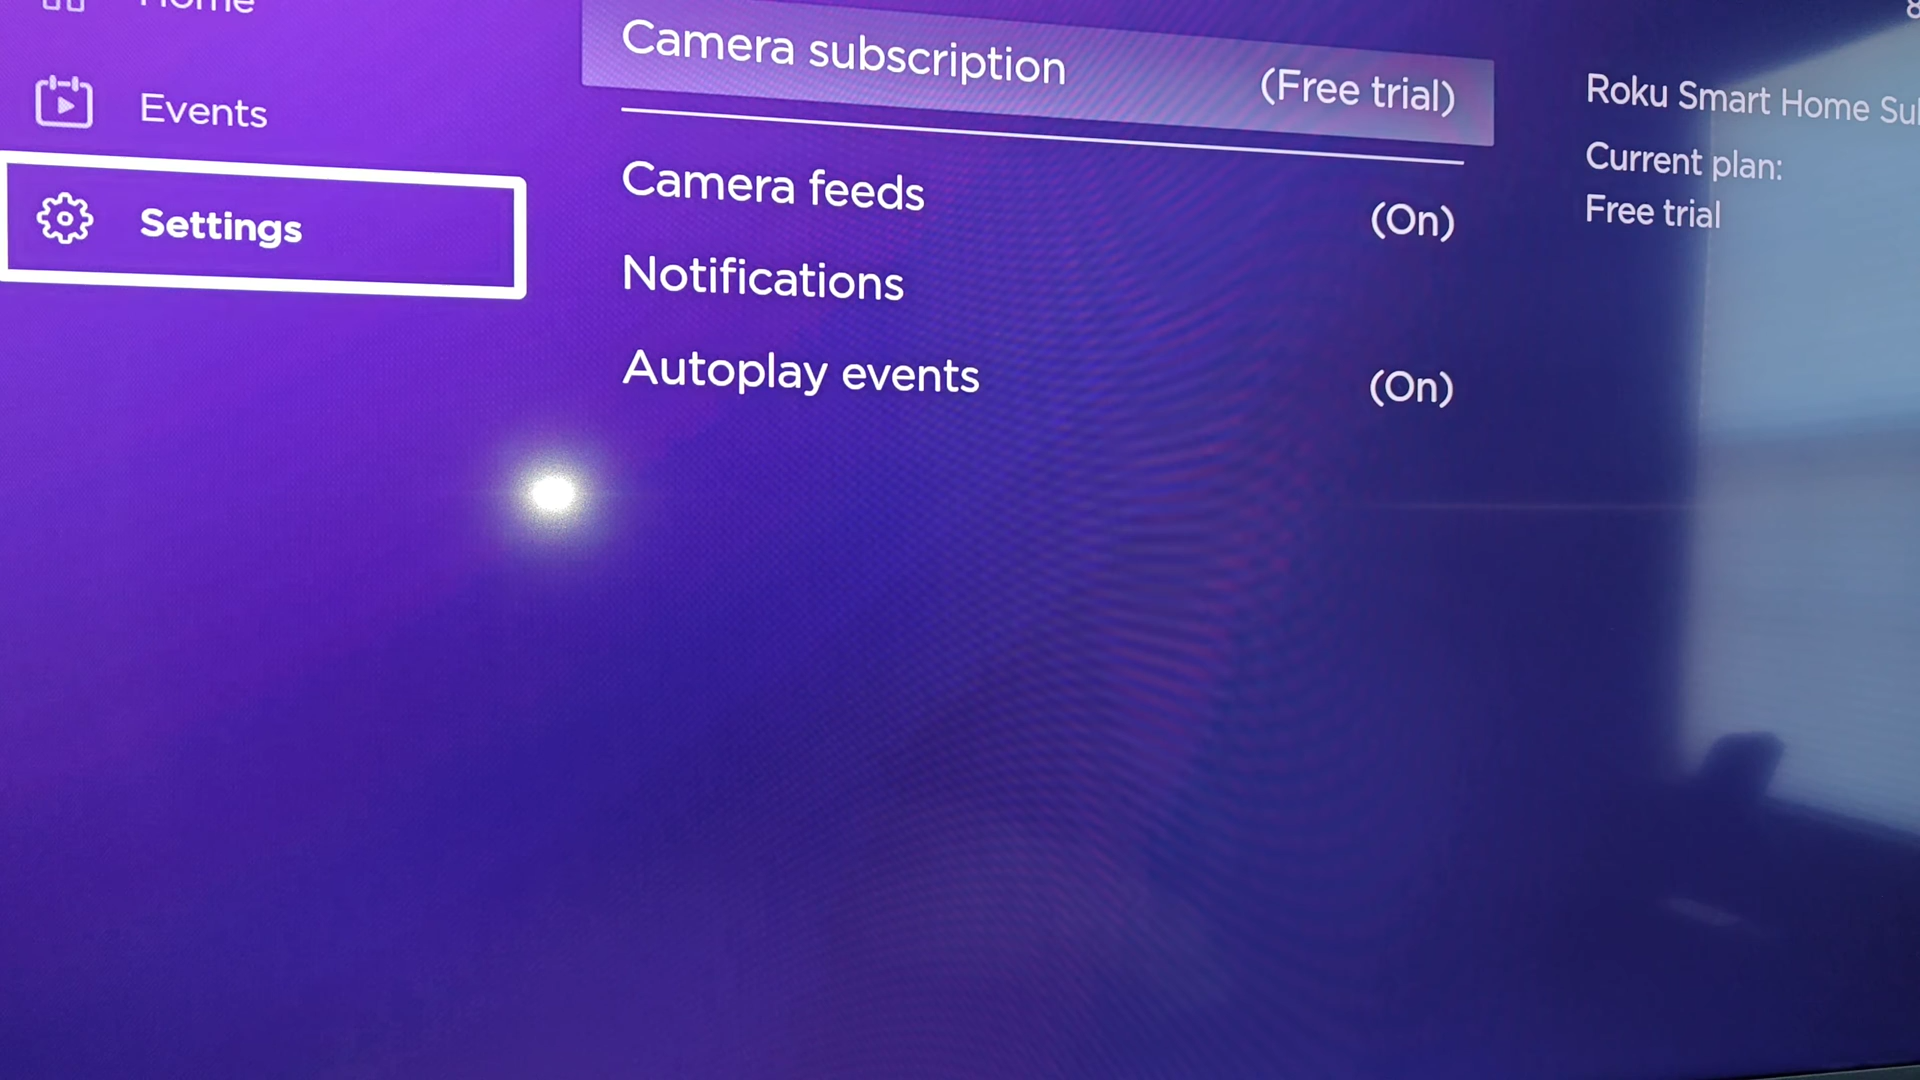 Home
Events
Settings
Camera subscription (Free trial)
Camera feeds (On)
Notifications
Autoplay events (On)
Roku Smart Home
Current plan:
Free trial